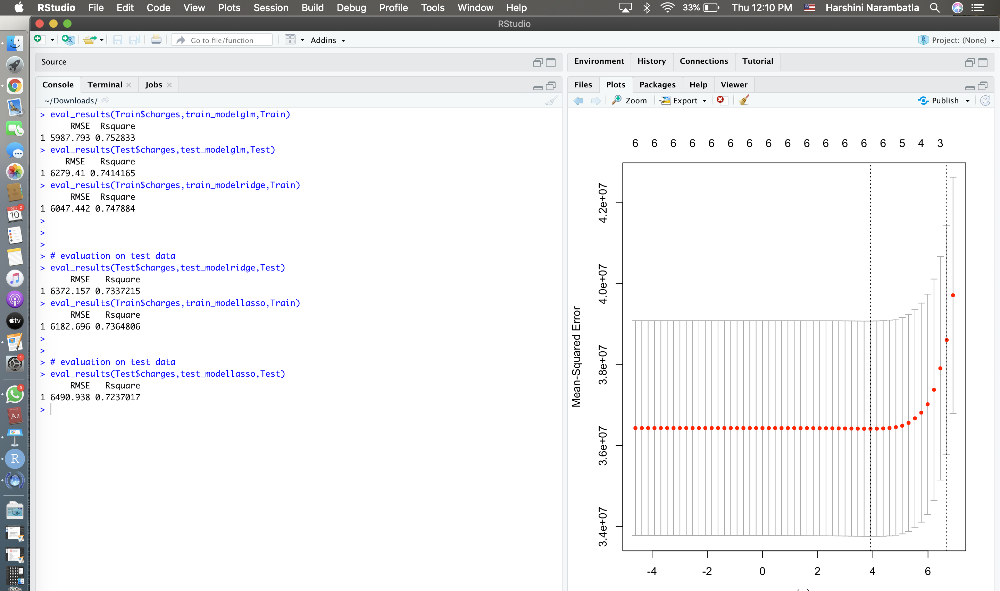 RStudio File Edit Code View Plots Session Build Debug Profile Tools Window Help 33% Thu 12:10 PM Harshini Narambatla
RStudio
Go to file/function Addins Project: (None)
Source
Environment History Connections Tutorial
Console Terminal Jobs
Files Plots Packages Help Viewer
~/Downloads/
Zoom Export Publish
> eval_results(Train$charges,train_modelglm,Train)
RMSE Rsquare
1 5987.793 0.752833
> eval_results(Test$charges,test_modelglm,Test)
RMSE Rsquare
1 6279.41 0.7414165
> eval_results(Train$charges,train_modelridge,Train)
RMSE Rsquare
1 6047.442 0.747884
>
>
>
> # evaluation on test data
> eval_results(Test$charges,test_modelridge,Test)
RMSE Rsquare
1 6372.157 0.7337215
> eval_results(Train$charges,train_modellasso,Train)
RMSE Rsquare
1 6182.696 0.7364806
>
>
> # evaluation on test data
> eval_results(Test$charges,test_modellasso,Test)
RMSE Rsquare
1 6490.938 0.7237017
>
6 6 6 6 6 6 6 6 6 6 6 6 6 6 5 4 3
Mean-Squared Error
4.2e+07
4.0e+07
3.8e+07
3.6e+07
3.4e+07
-4 -2 0 2 4 6
DEC 2
10
tv
1
9
Aa
R